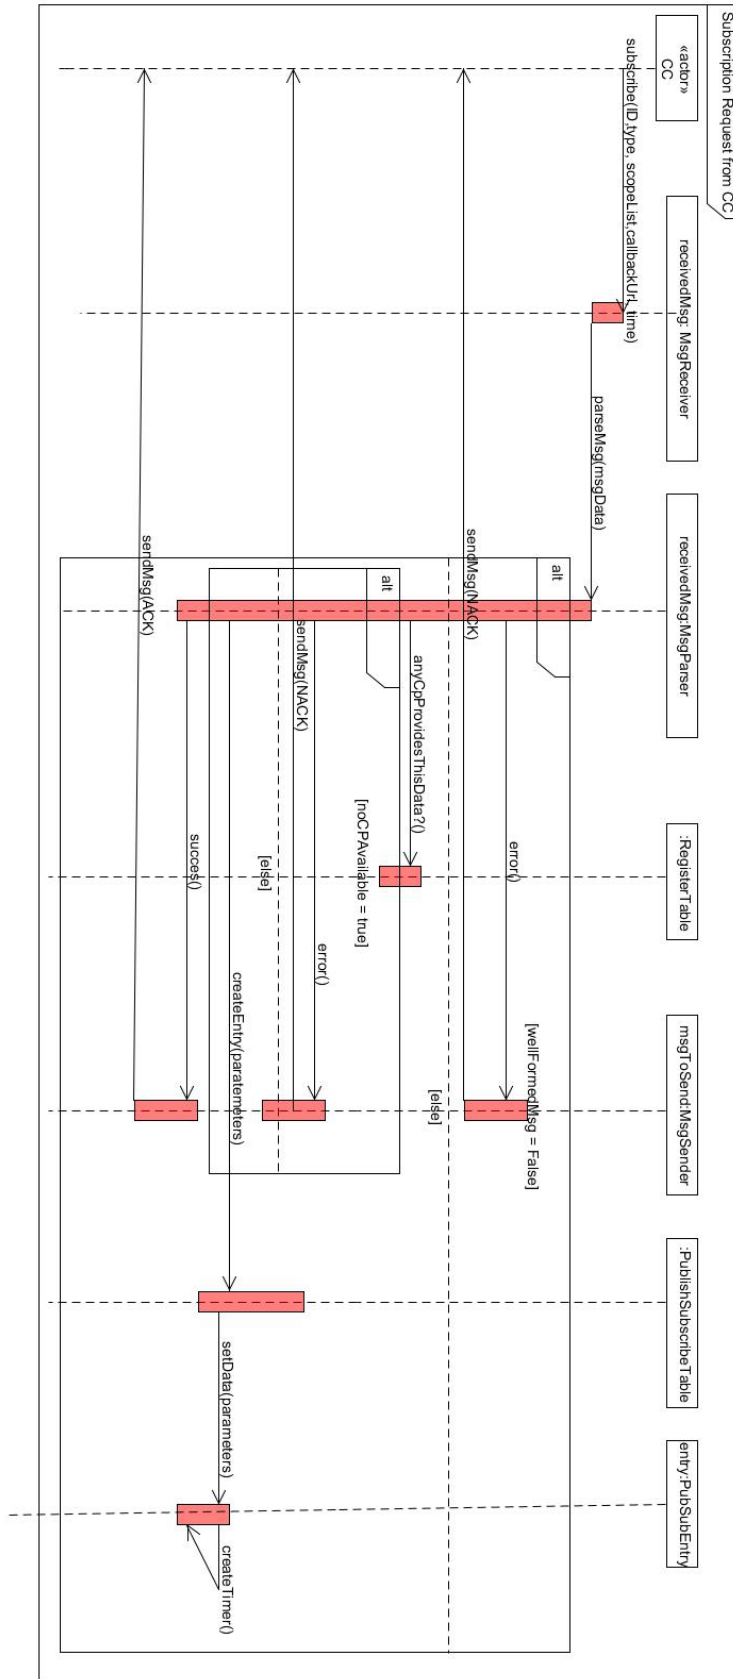 Subscription Request from CC
«actor»
CC
receivedMsg: MsgReceiver
receivedMsg:MsgParser
:RegisterTable
msgToSend:MsgSender
:PublishSubscribeTable
entry:PubSubEntry
subscribe(ID,type, scopeList,callbackUrl, time)
parseMsg(msgData)
alt
[wellFormedMsg = False]
error()
sendMsg(NACK)
[else]
anyCpProvidesThisData?()
alt
[noCPAvailable = true]
error()
sendMsg(NACK)
[else]
createEntry(paratemeters)
setData(parameters)
createTimer()
succes()
sendMsg(ACK)